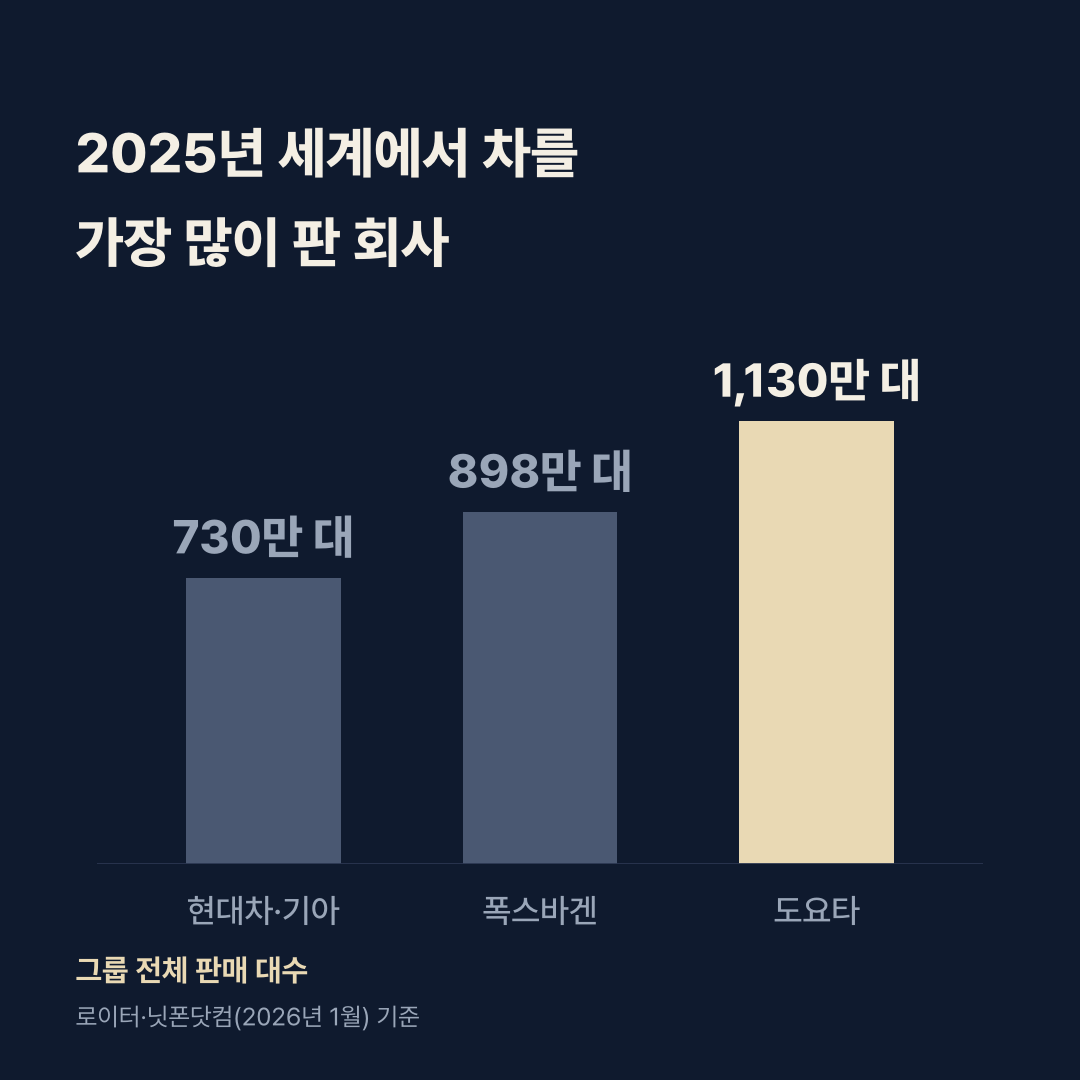 2025년 세계에서 차를
가장 많이 판 회사
1,130만 대
898만 대
730만 대
현대차·기아
폭스바겐
도요타
그룹 전체 판매 대수
로이터·닛폰닷컴(2026년 1월) 기준